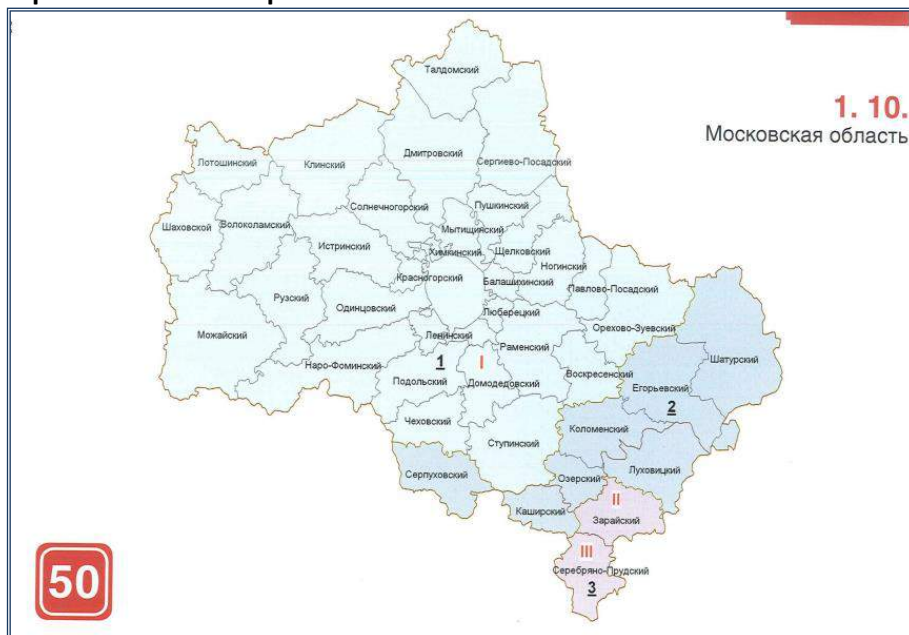 1. 10.
Московская область
Талдомский
Лотошинский
Клинский
Дмитровский
Сергиево-Посадский
Солнечногорский
Пушкинский
Шаховской
Волоколамский
Мытищинский
Истринский
Химкинский
Щелковский
Ногинский
Красногорский
Балашихинский
Павлово-Посадский
Рузский
Одинцовский
Люберецкий
Можайский
Ленинский
Орехово-Зуевский
Наро-Фоминский
1
I
Раменский
Шатурский
Подольский
Домодедовский
Воскресенский
Егорьевский
2
Чеховский
Ступинский
Коломенский
Серпуховский
Озерский
Луховицкий
Каширский
II
Зарайский
III
Серебряно-Прудский
3
50